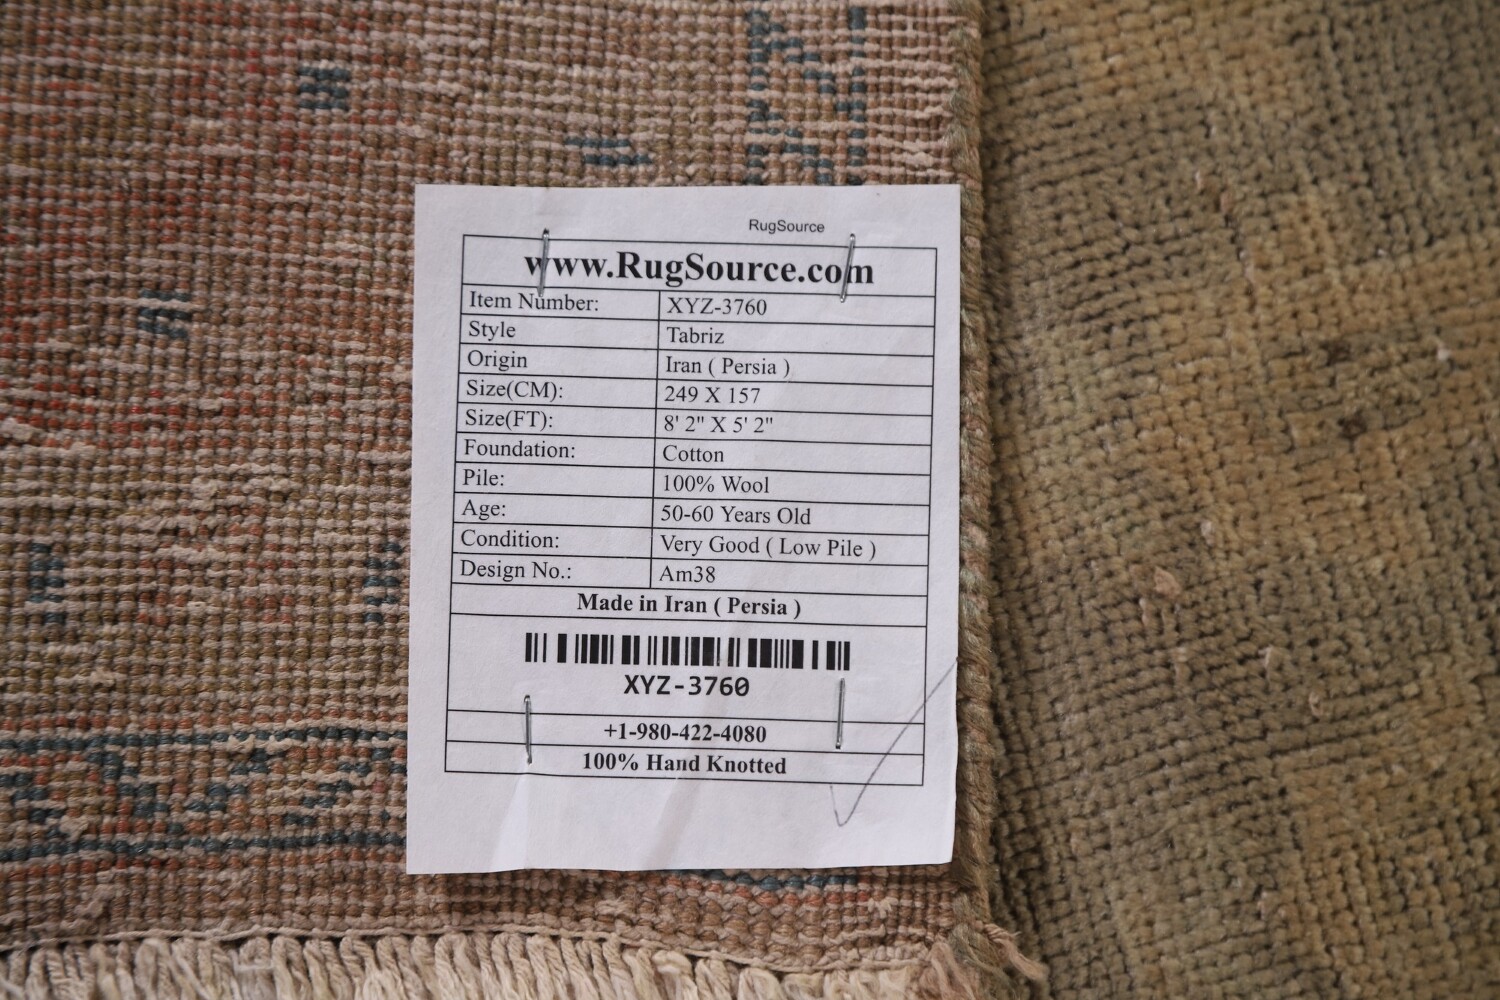 RugSource
www.RugSource.com
Item Number: XYZ-3760
Style Tabriz
Origin Iran ( Persia )
Size(CM): 249 X 157
Size(FT): 8' 2" X 5' 2"
Foundation: Cotton
Pile: 100% Wool
Age: 50-60 Years Old
Condition: Very Good ( Low Pile )
Design No.: Am38
Made in Iran ( Persia )
XYZ-3760
+1-980-422-4080
100% Hand Knotted